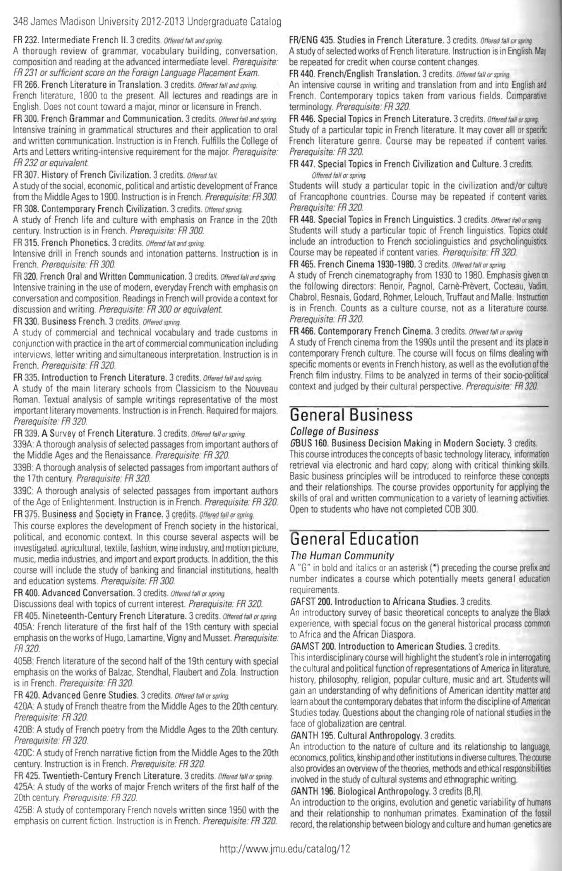 348 James Madison University 2012-2013 Undergraduate Catalog
FR 232. Intermediate French II. 3 credits. Offered fall and spring.
A thorough review of grammar, vocabulary building, conversation,
composition and reading at the advanced intermediate level. Prerequisite:
FR 231 or sufficient score on the Foreign Language Placement Exam.
FR 266. French Literature in Translation. 3 credits. Offered fall and spring.
French literature, 1800 to the present. All lectures and readings are in
English. Does not count toward a major, minor or licensure in French.
FR 300. French Grammar and Communication. 3 credits. Offered fall and spring.
Intensive training in grammatical structures and their application to oral
and written communication. Instruction is in French. Fulfills the College of
Arts and Letters writing-intensive requirement for the major. Prerequisite:
FR 232 or equivalent.
FR 307. History of French Civilization. 3 credits. Offered fall.
A study of the social, economic, political and artistic development of France
from the Middle Ages to 1900. Instruction is in French. Prerequisite: FR 300.
FR 308. Contemporary French Civilization. 3 credits. Offered spring.
A study of French life and culture with emphasis on France in the 20th
century. Instruction is in French. Prerequisite: FR 300.
FR 315. French Phonetics. 3 credits. Offered fall and spring.
Intensive drill in French sounds and intonation patterns. Instruction is in
French. Prerequisite: FR 300.
FR 320. French Oral and Written Communication. 3 credits. Offered fall and spring.
Intensive training in the use of modern, everyday French with emphasis on
conversation and composition. Readings in French will provide a context for
discussion and writing. Prerequisite: FR 300 or equivalent.
FR 330. Business French. 3 credits. Offered spring.
A study of commercial and technical vocabulary and trade customs in
conjunction with practice in the art of commercial communication including
interviews, letter writing and simultaneous interpretation. Instruction is in
French. Prerequisite: FR 320.
FR 335. Introduction to French Literature. 3 credits. Offered fall and spring.
A study of the main literary schools from Classicism to the Nouveau
Roman. Textual analysis of sample writings representative of the most
important literary movements. Instruction is in French. Required for majors.
Prerequisite: FR 320.
FR 339. A Survey of French Literature. 3 credits. Offered fall or spring.
339A: A thorough analysis of selected passages from important authors of
the Middle Ages and the Renaissance. Prerequisite: FR 320.
339B: A thorough analysis of selected passages from important authors of
the 17th century. Prerequisite: FR 320.
339C: A thorough analysis of selected passages from important authors
of the Age of Enlightenment. Instruction is in French. Prerequisite: FR 320.
FR 375. Business and Society in France. 3 credits. Offered fall or spring.
This course explores the development of French society in the historical,
political, and economic context. In this course several aspects will be
investigated: agricultural, textile, fashion, wine industry, and motion picture,
music, media industries, and import and export products. In addition, the this
course will include the study of banking and financial institutions, health
and education systems. Prerequisite: FR 300.
FR 400. Advanced Conversation. 3 credits. Offered fall or spring.
Discussions deal with topics of current interest. Prerequisite: FR 320.
FR 405. Nineteenth-Century French Literature. 3 credits. Offered fall or spring.
405A: French literature of the first half of the 19th century with special
emphasis on the works of Hugo, Lamartine, Vigny and Musset. Prerequisite:
FR 320.
405B: French literature of the second half of the 19th century with special
emphasis on the works of Balzac, Stendhal, Flaubert and Zola. Instruction
is in French. Prerequisite: FR 320.
FR 420. Advanced Genre Studies. 3 credits. Offered fall or spring.
420A: A study of French theatre from the Middle Ages to the 20th century.
Prerequisite: FR 320.
420B: A study of French poetry from the Middle Ages to the 20th century.
Prerequisite: FR 320.
420C: A study of French narrative fiction from the Middle Ages to the 20th
century. Instruction is in French. Prerequisite: FR 320.
FR 425. Twentieth-Century French Literature. 3 credits. Offered fall or spring.
425A: A study of the works of major French writers of the first half of the
20th century. Prerequisite: FR 320.
425B: A study of contemporary French novels written since 1950 with the
emphasis on current fiction. Instruction is in French. Prerequisite: FR 320.
FR/ENG 435. Studies in French Literature. 3 credits. Offered fall or spring.
A study of selected works of French literature. Instruction is in English. May
be repeated for credit when course content changes.
FR 440. French/English Translation. 3 credits. Offered fall or spring.
An intensive course in writing and translation from and into English and
French. Contemporary topics taken from various fields. Comparative
terminology. Prerequisite: FR 320.
FR 446. Special Topics in French Literature. 3 credits. Offered fall or spring.
Study of a particular topic in French literature. It may cover all or specific
French literature genre. Course may be repeated if content varies.
Prerequisite: FR 320.
FR 447. Special Topics in French Civilization and Culture. 3 credits.
Offered fall or spring.
Students will study a particular topic in the civilization and/or culture
of Francophone countries. Course may be repeated if content varies.
Prerequisite: FR 320.
FR 448. Special Topics in French Linguistics. 3 credits. Offered fall or spring.
Students will study a particular topic of French linguistics. Topics could
include an introduction to French sociolinguistics and psycholinguistics.
Course may be repeated if content varies. Prerequisite: FR 320.
FR 465. French Cinema 1930-1980. 3 credits. Offered fall or spring.
A study of French cinematography from 1930 to 1980. Emphasis given on
the following directors: Renoir, Pagnol, Carné-Prévert, Cocteau, Vadim,
Chabrol, Resnais, Godard, Rohmer, Lelouch, Truffaut and Malle. Instruction
is in French. Counts as a culture course, not as a literature course.
Prerequisite: FR 320.
FR 466. Contemporary French Cinema. 3 credits. Offered fall or spring.
A study of French cinema from the 1990s until the present and its place in
contemporary French culture. The course will focus on films dealing with
specific moments or events in French history, as well as the evolution of the
French film industry. Films to be analyzed in terms of their socio-political
context and judged by their cultural perspective. Prerequisite: FR 320.
General Business
College of Business
GBUS 160. Business Decision Making in Modern Society. 3 credits.
This course introduces the concepts of basic technology literacy, information
retrieval via electronic and hard copy, along with critical thinking skills.
Basic business principles will be introduced to reinforce these concepts
and their relationships. The course provides opportunity for applying the
skills of oral and written communication to a variety of learning activities.
Open to students who have not completed COB 300.
General Education
The Human Community
A "G" in bold and italics or an asterisk (*) preceding the course prefix and
number indicates a course which potentially meets general education
requirements.
GAFST 200. Introduction to Africana Studies. 3 credits.
An introductory survey of basic theoretical concepts to analyze the Black
experience, with special focus on the general historical process common
to Africa and the African Diaspora.
GAMST 200. Introduction to American Studies. 3 credits.
This interdisciplinary course will highlight the student's role in interrogating
the cultural and political function of representations of America in literature,
history, philosophy, religion, popular culture, music and art. Students will
gain an understanding of why definitions of American identity matter and
learn about the contemporary debates that inform the discipline of American
Studies today. Questions about the changing role of national studies in the
face of globalization are central.
GANTH 195. Cultural Anthropology. 3 credits.
An introduction to the nature of culture and its relationship to language,
economics, politics, kinship and other institutions in diverse cultures. The course
also provides an overview of the theories, methods and ethical responsibilities
involved in the study of cultural systems and ethnographic writing.
GANTH 196. Biological Anthropology. 3 credits (B,R).
An introduction to the origins, evolution and genetic variability of humans
and their relationship to nonhuman primates. Examination of the fossil
record, the relationship between biology and culture and human genetics are
http://www.jmu.edu/catalog/12